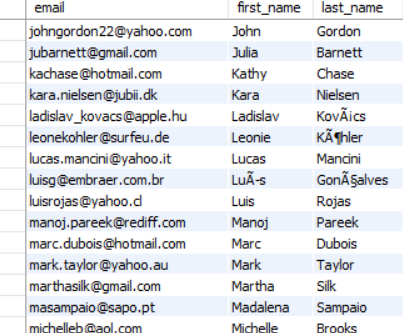 email first_name last_name
johngordon22@yahoo.com John Gordon
jubarnett@gmail.com Julia Barnett
kachase@hotmail.com Kathy Chase
kara.nielsen@jubii.dk Kara Nielsen
ladislav_kovacs@apple.hu Ladislav KovÃ¡cs
leonekohler@surfeu.de Leonie KÃ¶hler
lucas.mancini@yahoo.it Lucas Mancini
luisg@embraer.com.br LuÃ-s GonÃ§alves
luisrojas@yahoo.cl Luis Rojas
manoj.pareek@rediff.com Manoj Pareek
marc.dubois@hotmail.com Marc Dubois
mark.taylor@yahoo.au Mark Taylor
marthasilk@gmail.com Martha Silk
masampaio@sapo.pt Madalena Sampaio
michelleb@aol.com Michelle Brooks